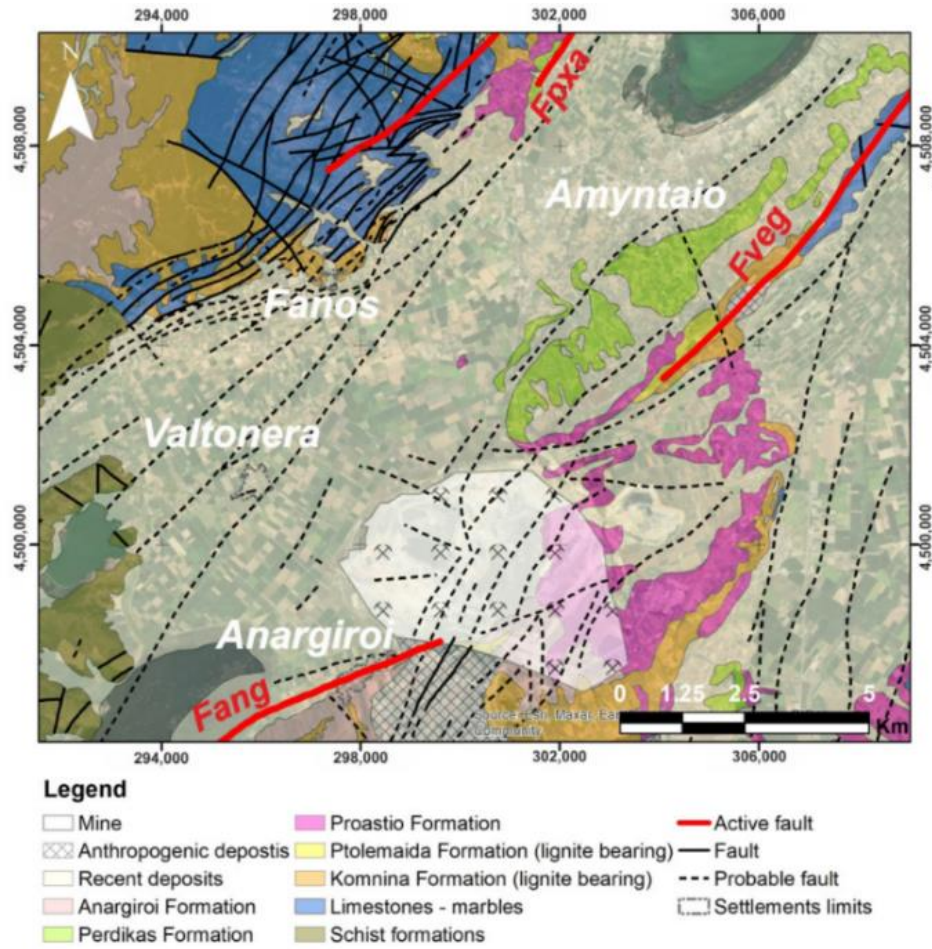 294,000 298,000 302,000 306,000
N
Fpxa
4,508,000 4,508,000
Amyntaio
Fveg
Fanos
4,504,000 4,504,000
Valtonera
4,500,000 4,500,000
Anargiroi
Fang
0 1.25 2.5 5
Km
Source: Esri, Maxar,
Community
294,000 298,000 302,000 306,000
Legend
Mine
Anthropogenic depostis
Recent deposits
Anargiroi Formation
Perdikas Formation
Proastio Formation
Ptolemaida Formation (lignite bearing)
Komnina Formation (lignite bearing)
Limestones - marbles
Schist formations
Active fault
Fault
Probable fault
Settlements limits